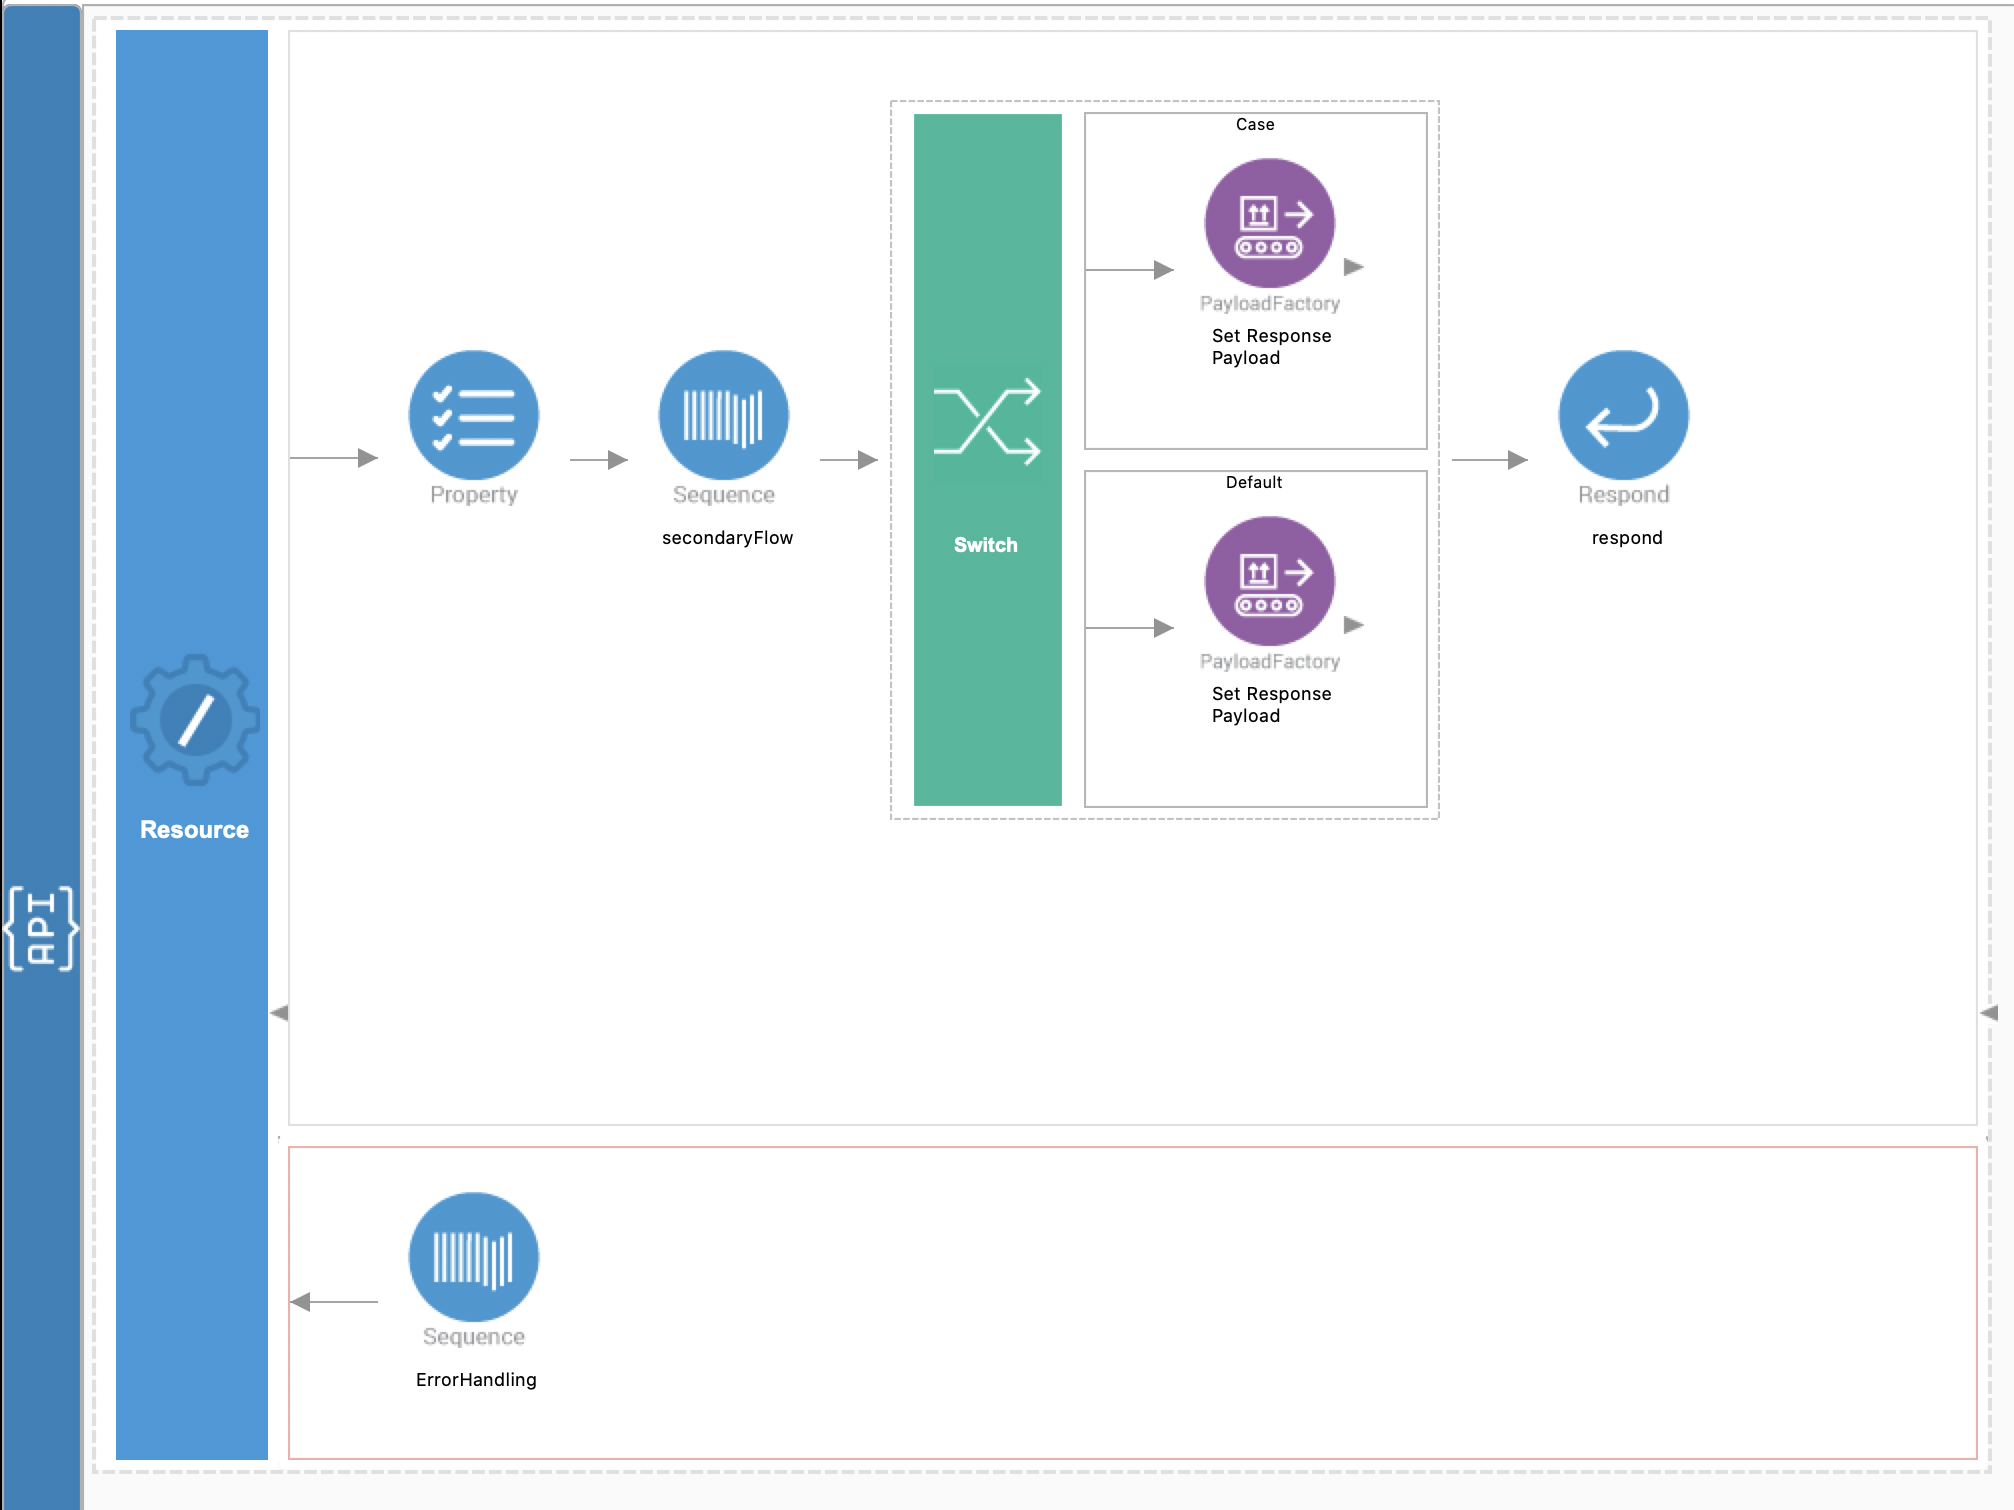 Case
PayloadFactory
Set Response
Payload
Property
Sequence
secondaryFlow
Switch
Default
PayloadFactory
Set Response
Payload
Respond
respond
Resource
{API}
Sequence
ErrorHandling